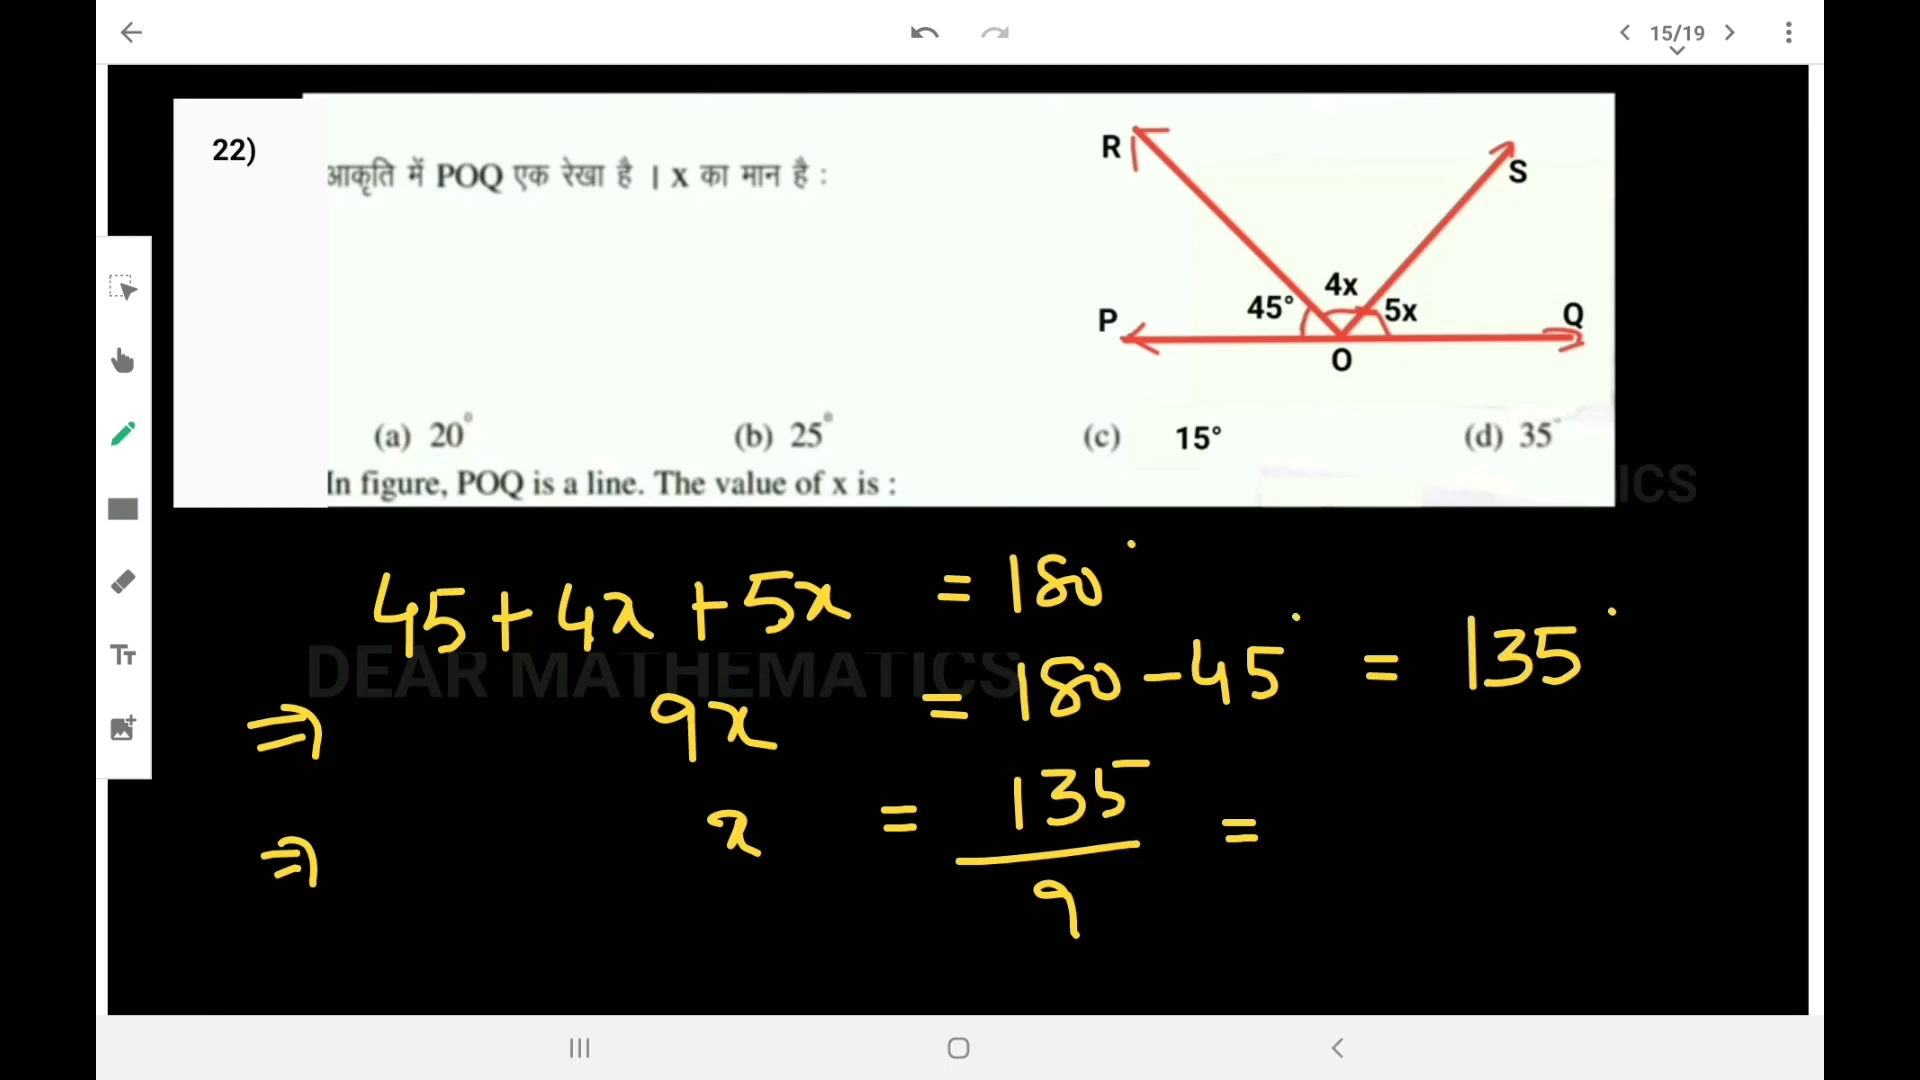 15/19
22)
आकृति में POQ एक रेखा है । x का मान है :
R
S
4x
45°
5x
P
Q
O
(a) 20° (b) 25° (c) 15° (d) 35°
In figure, POQ is a line. The value of x is :
45 + 4x + 5x = 180°
DEAR MATHEMATICS
⇒ 9x = 180 - 45° = 135°
⇒ x = 135/9 =
Tт